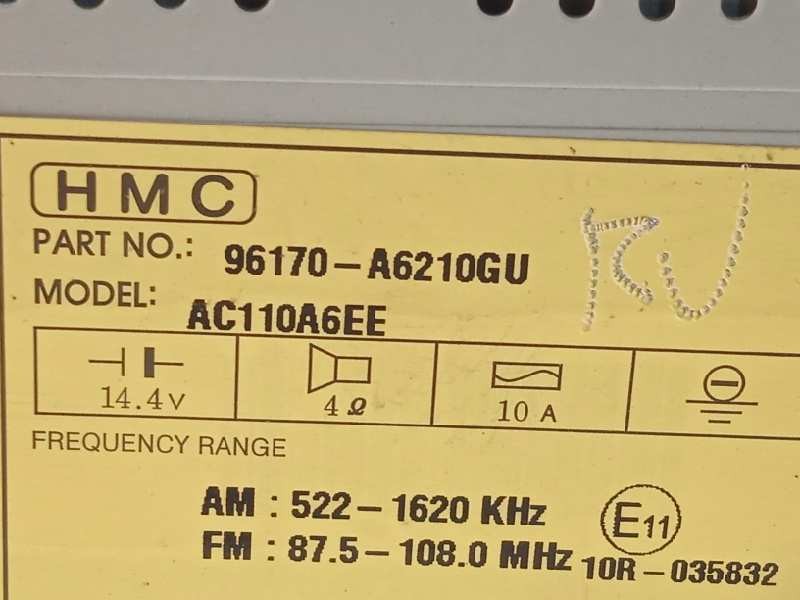 HMC
PART NO.: 96170-A6210GU
MODEL: AC110A6EE
14.4V 4Ω 10 A
FREQUENCY RANGE
AM : 522-1620 KHz
FM : 87.5-108.0 MHz
E11
10R-035832